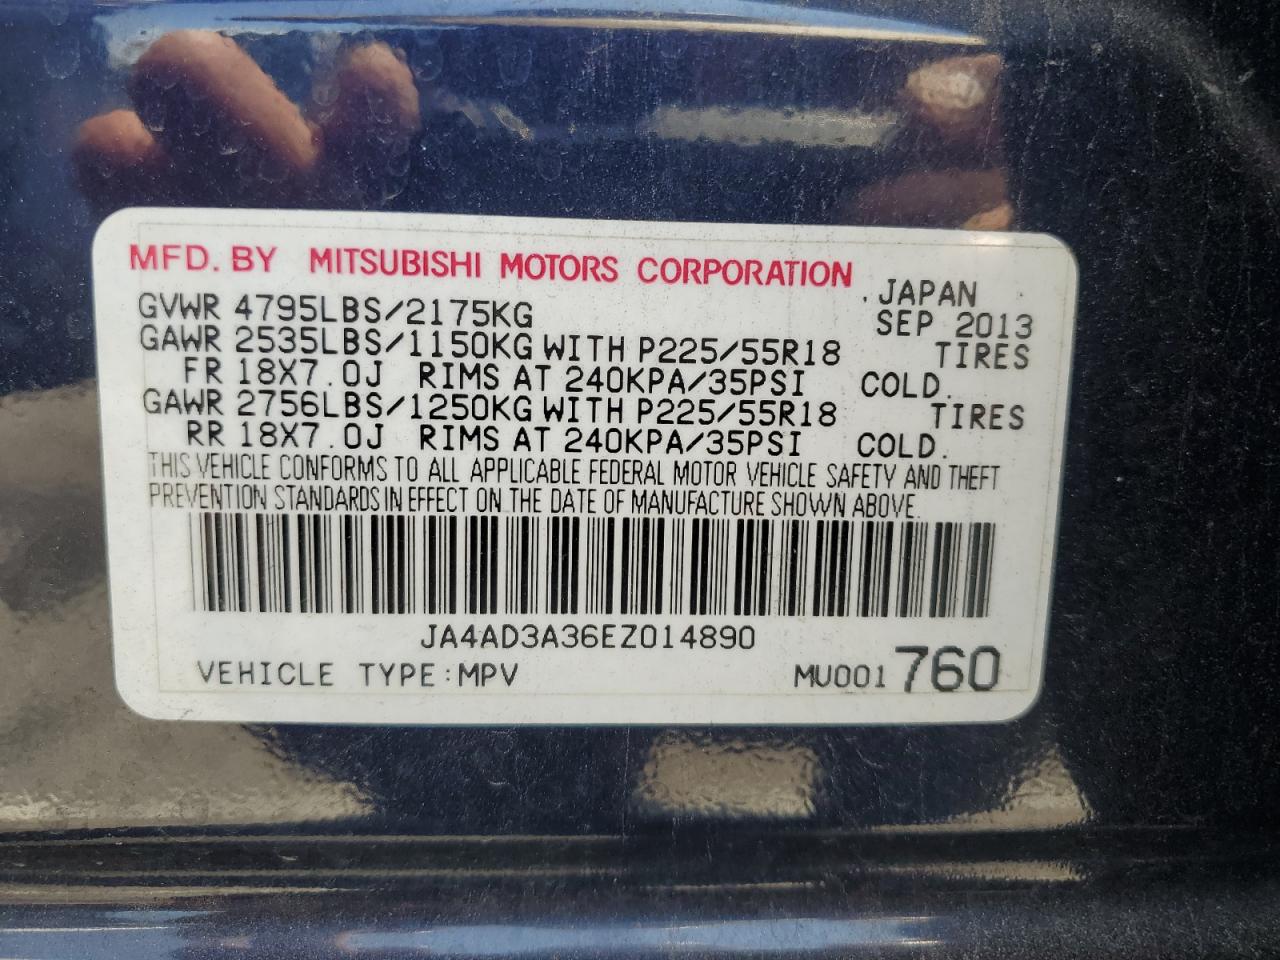 MFD. BY MITSUBISHI MOTORS CORPORATION
JAPAN
GVWR 4795LBS/2175KG SEP 2013
GAWR 2535LBS/1150KG WITH P225/55R18 TIRES
FR 18X7.0J RIMS AT 240KPA/35PSI COLD.
GAWR 2756LBS/1250KG WITH P225/55R18 TIRES
RR 18X7.0J RIMS AT 240KPA/35PSI COLD.
THIS VEHICLE CONFORMS TO ALL APPLICABLE FEDERAL MOTOR VEHICLE SAFETY AND THEFT
PREVENTION STANDARDS IN EFFECT ON THE DATE OF MANUFACTURE SHOWN ABOVE.
JA4AD3A36EZ014890
VEHICLE TYPE:MPV MU001760